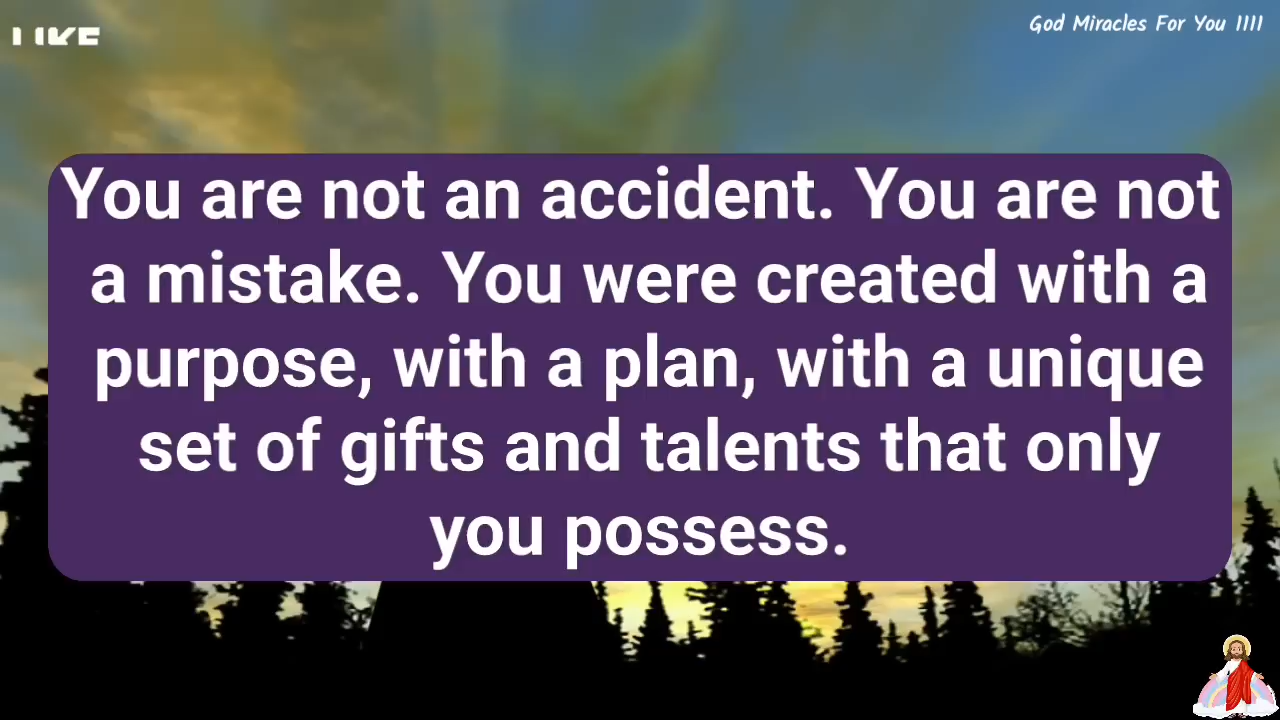 LIKE
God Miracles For You 1111
You are not an accident. You are not
a mistake. You were created with a
purpose, with a plan, with a unique
set of gifts and talents that only
you possess.